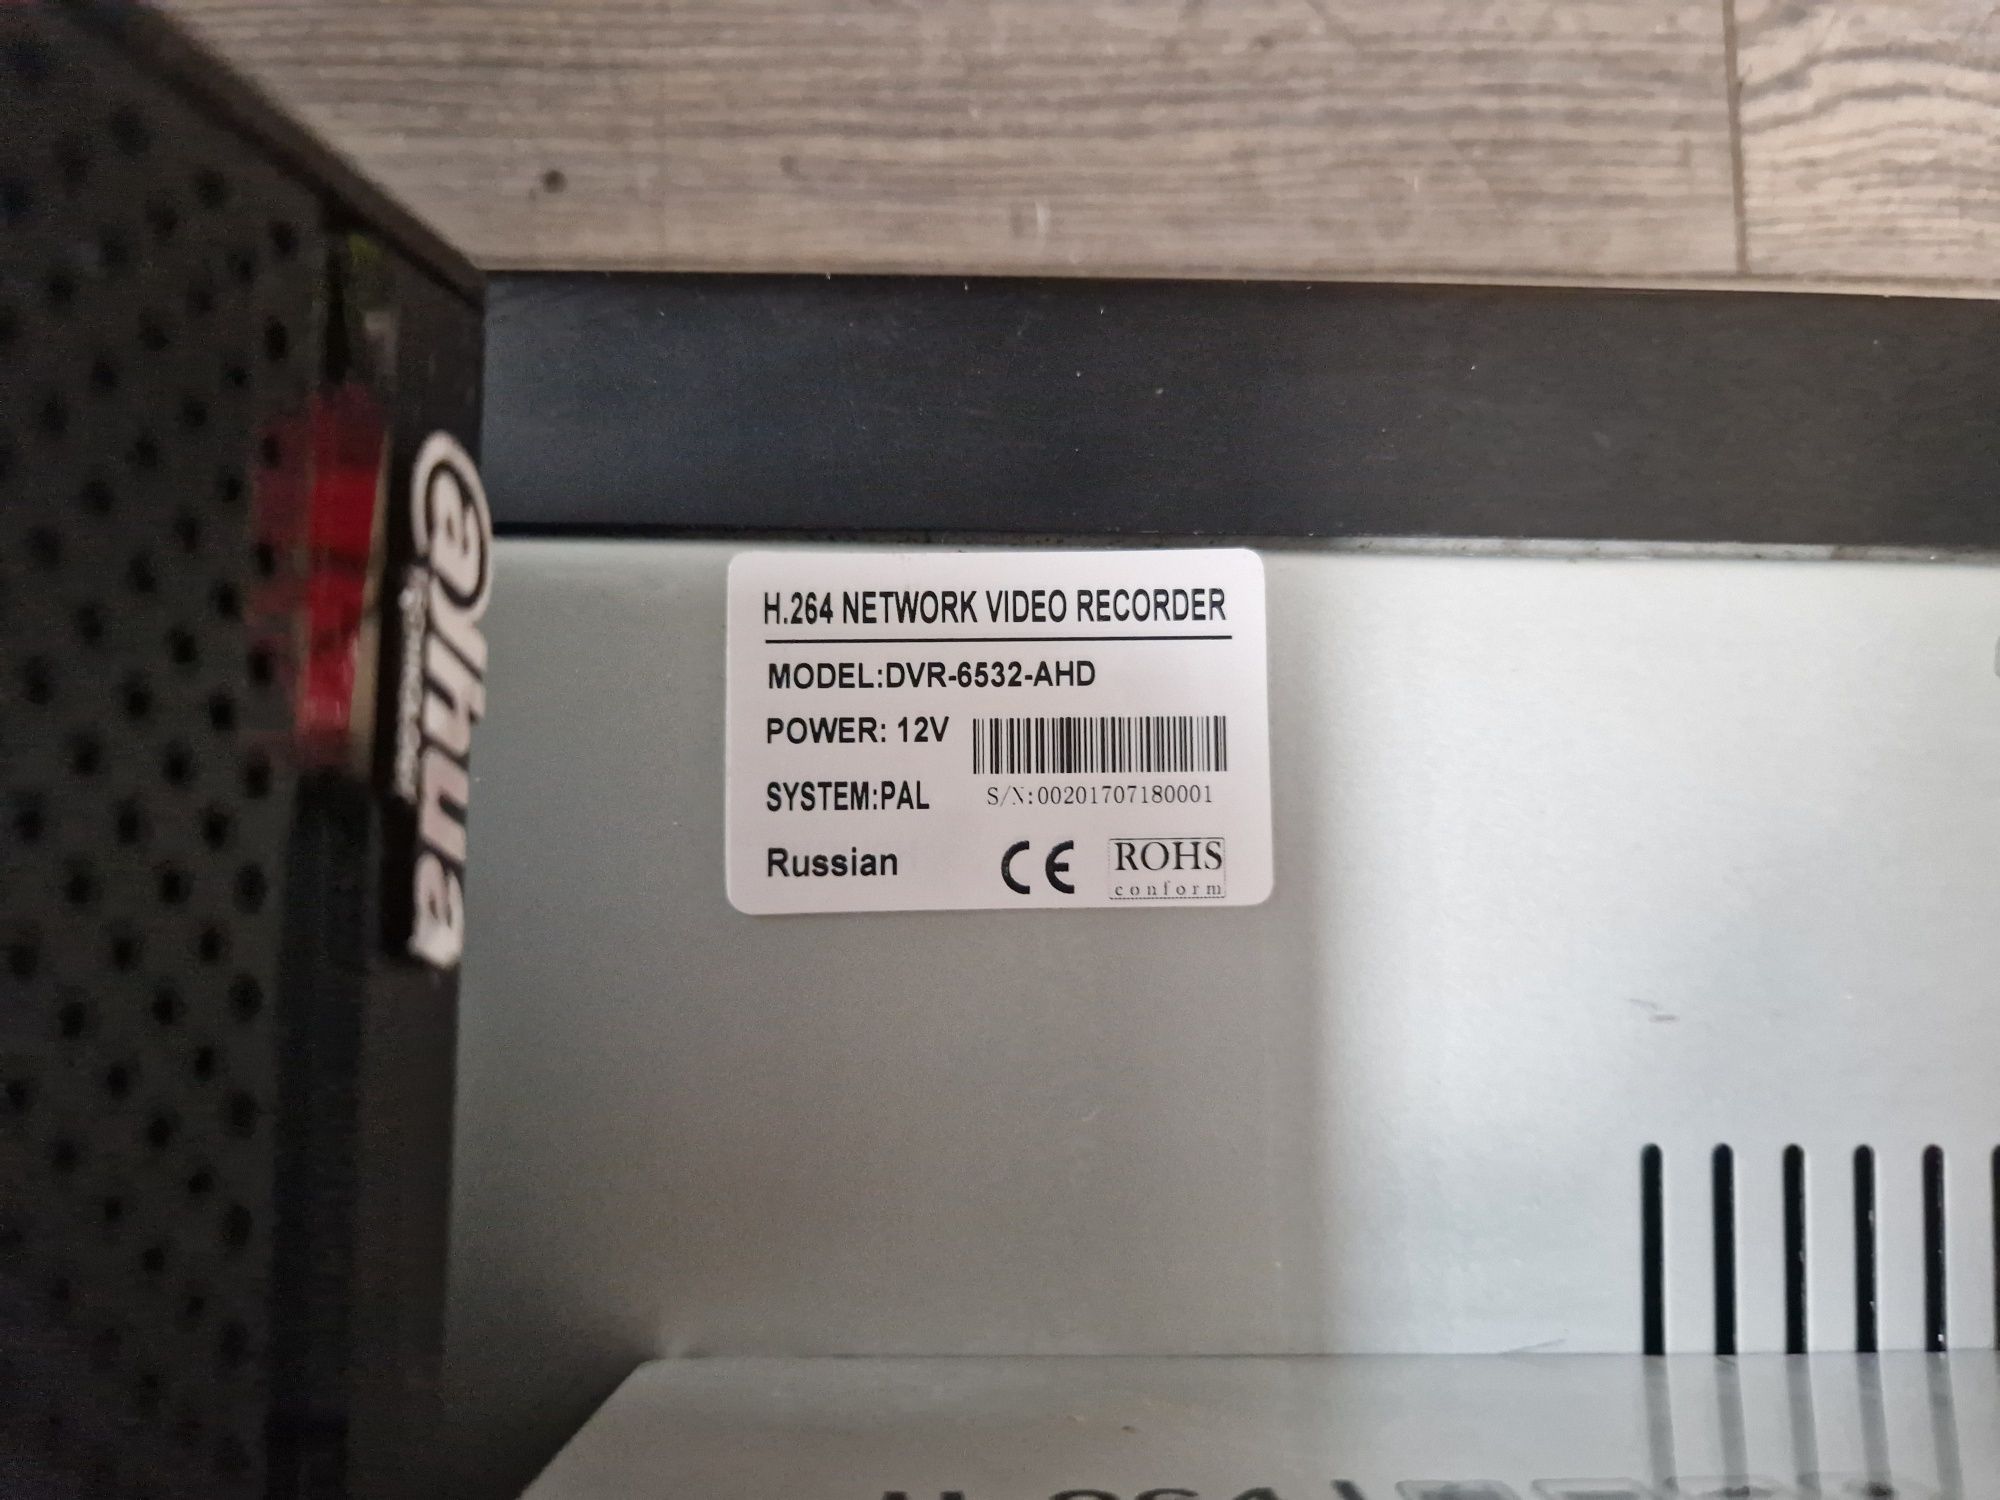 alhua
H.264 NETWORK VIDEO RECORDER
MODEL:DVR-6532-AHD
POWER: 12V
SYSTEM:PAL
S/N:00201707180001
Russian
CE
ROHS
conform